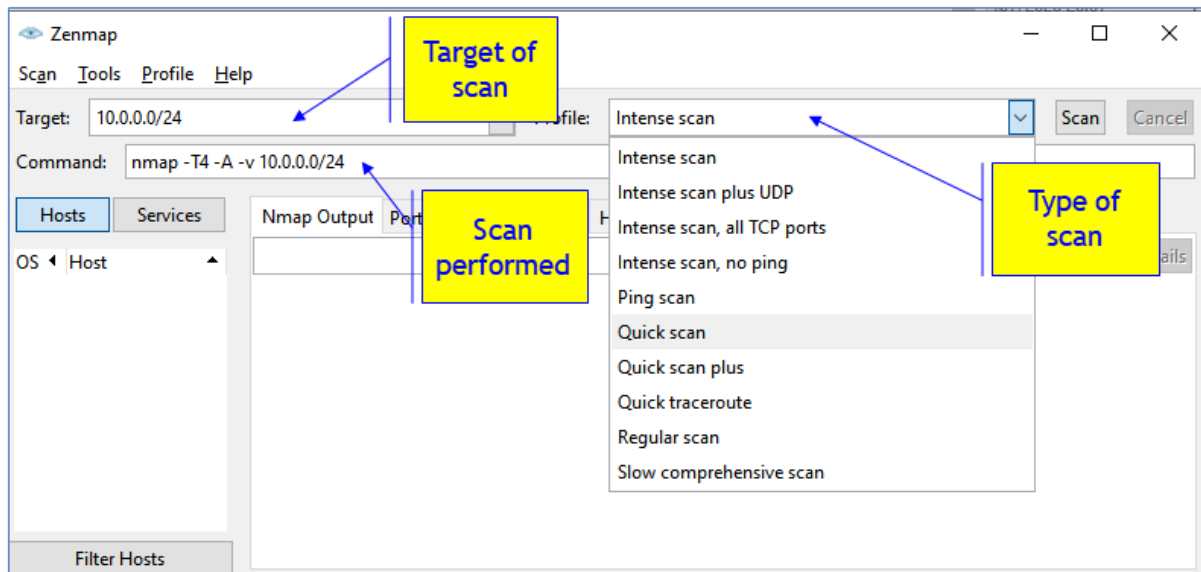 Zenmap
Scan Tools Profile Help
Target of
scan
Target: 10.0.0.0/24
Profile: Intense scan
Scan Cancel
Command: nmap -T4 -A -v 10.0.0.0/24
Intense scan
Intense scan plus UDP
Intense scan, all TCP ports
Intense scan, no ping
Ping scan
Quick scan
Quick scan plus
Quick traceroute
Regular scan
Slow comprehensive scan
Type of
scan
Hosts Services
Nmap Output Port
H
Scan
performed
ails
OS Host
Filter Hosts